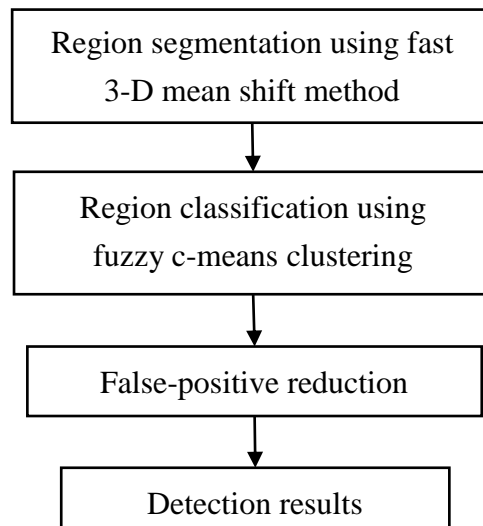 Region segmentation using fast
3-D mean shift method
Region classification using
fuzzy c-means clustering
False-positive reduction
Detection results